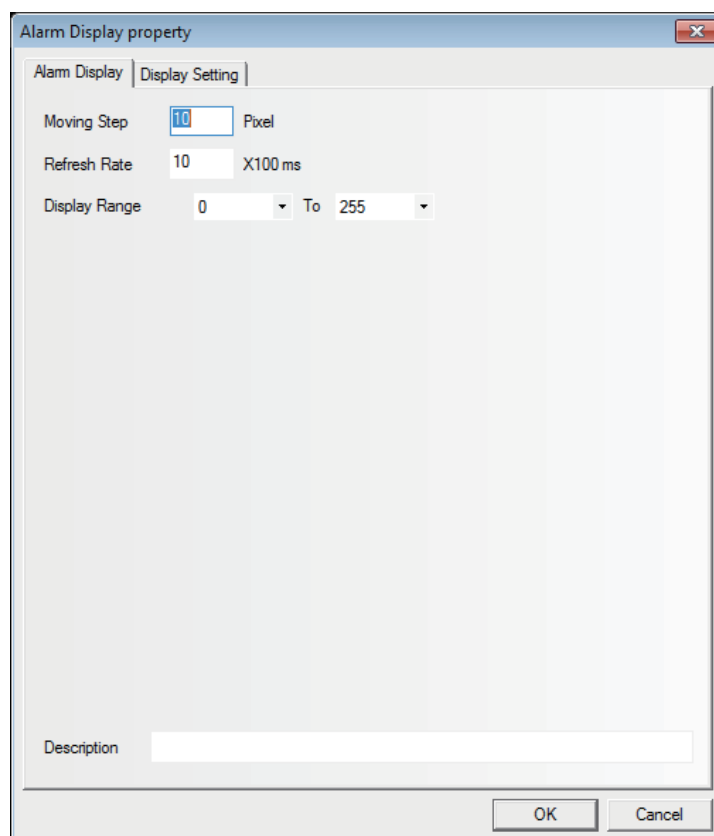 Alarm Display property
Alarm Display Display Setting
Moving Step 10 Pixel
Refresh Rate 10 X100 ms
Display Range 0 To 255
Description
OK Cancel